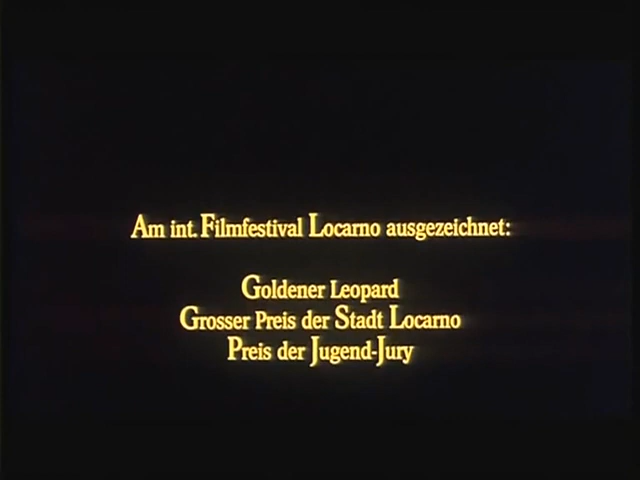 Am int. Filmfestival Locarno ausgezeichnet:
Goldener Leopard
Grosser Preis der Stadt Locarno
Preis der Jugend-Jury